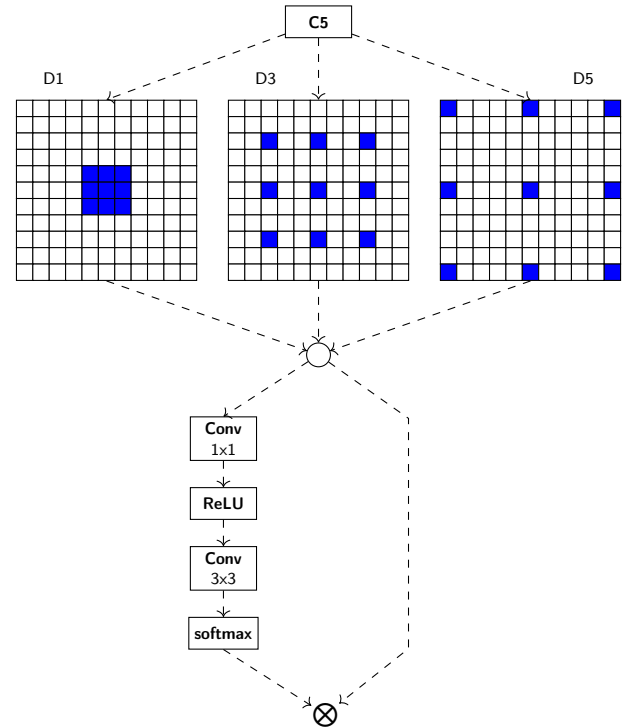 C5
D1
D3
D5
Conv
1x1
ReLU
Conv
3x3
softmax